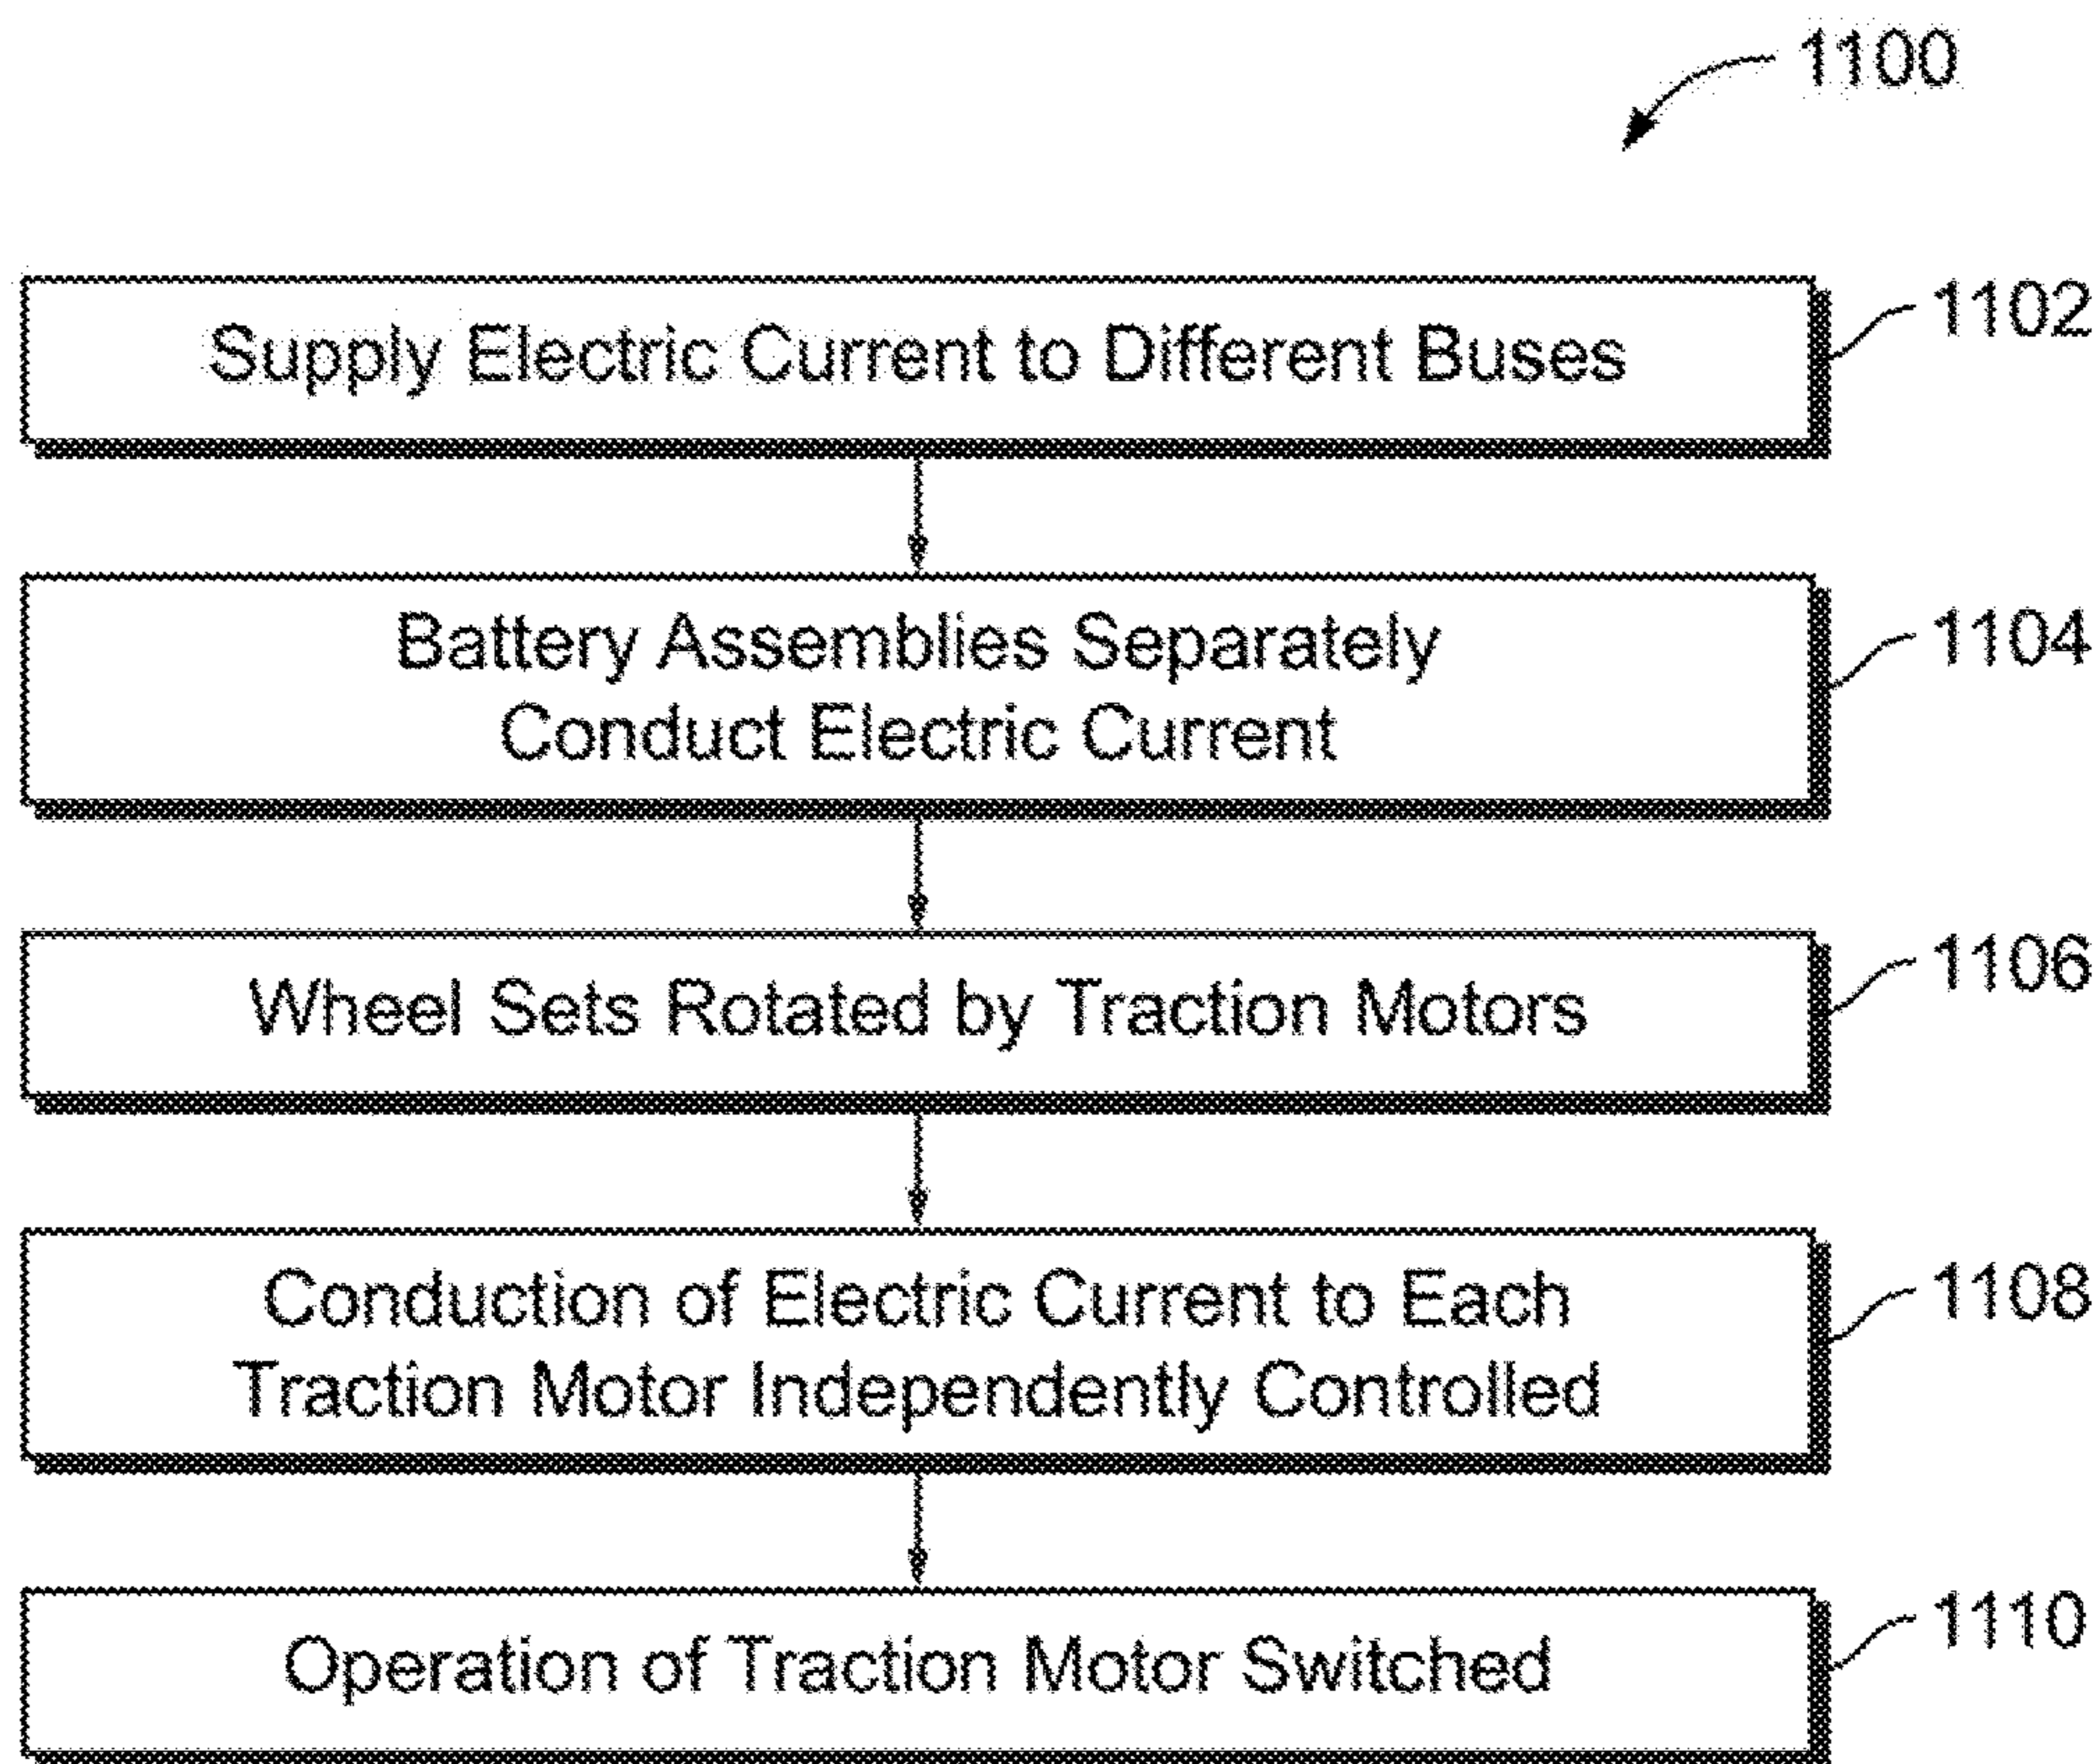 1100
Supply Electric Current to Different Buses
1102
Battery Assemblies Separately
Conduct Electric Current
1104
Wheel Sets Rotated by Traction Motors
1106
Conduction of Electric Current to Each
Traction Motor Independently Controlled
1108
Operation of Traction Motor Switched
1110